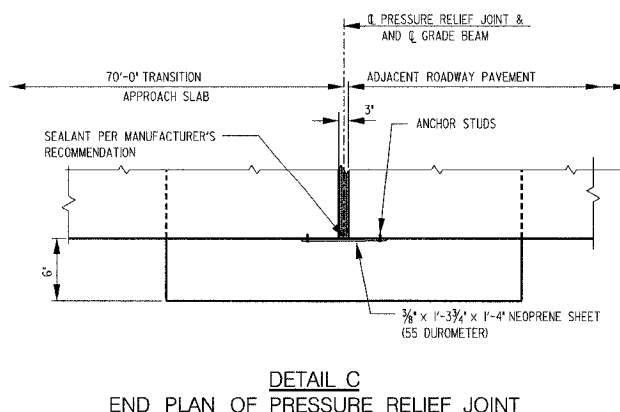 ℄ PRESSURE RELIEF JOINT &
AND ℄ GRADE BEAM
70'-0" TRANSITION
APPROACH SLAB
ADJACENT ROADWAY PAVEMENT
3"
ANCHOR STUDS
SEALANT PER MANUFACTURER'S
RECOMMENDATION
6"
3/8" x 1'-3 3/4" x 1'-4" NEOPRENE SHEET
(55 DUROMETER)
DETAIL C
END PLAN OF PRESSURE RELIEF JOINT